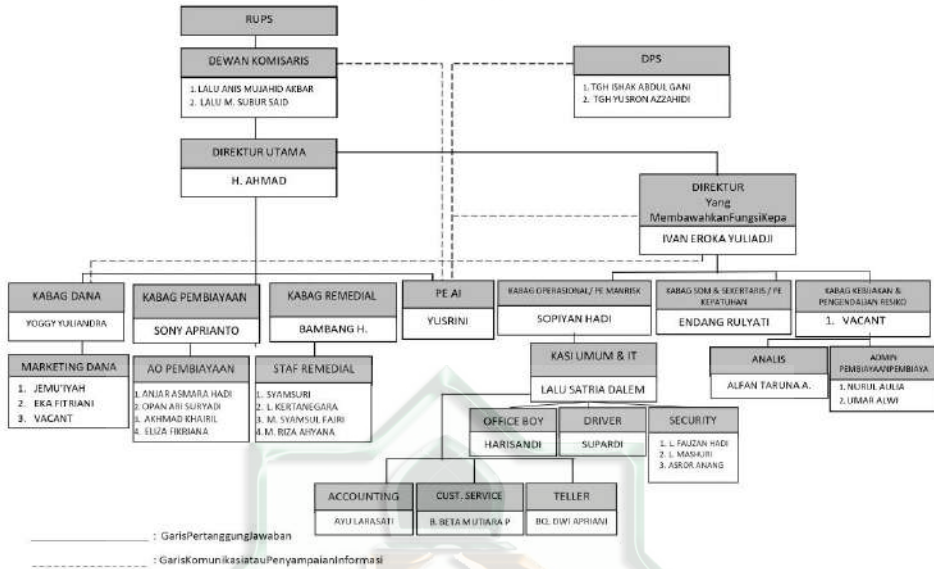 RUPS
DEWAN KOMISARIS
1. LALU ANIS MUJAHID AKBAR
2. LALU M. SUBUR SAID
DPS
1. TGH ISHAK ABDUL GANI
2. TGH YUSRON AZZAHIDI
DIREKTUR UTAMA
H. AHMAD
DIREKTUR
Yang
MembawahkanFungsiKepa
IVAN EROKA YULIADJI
KABAG DANA
YOGGY YULIANDRA
KABAG PEMBIAYAAN
SONY APRIANTO
KABAG REMEDIAL
BAMBANG H.
PE AI
YUSRINI
KABAG OPERASIONAL/ PE MANRISK
SOPIYAN HADI
KABAG SDM & SEKERTARIS / PE
KEPATUHAN
ENDANG RULYATI
KABAG KEBIJAKAN &
PENGENDALIAN RESIKO
1. VACANT
MARKETING DANA
1. JEMU'IYAH
2. EKA FITRIANI
3. VACANT
AO PEMBIAYAAN
1. ANJAR ASMARA HADI
2. OPAN ARI SURYADI
3. AKHMAD KHAIRIL
4. ELIZA FIKRIANA
STAF REMEDIAL
1. SYAMSURI
2. L. KERTANEGARA
3. M. SYAMSUL FAJRI
4. M. RIZA AHYANA
KASI UMUM & IT
LALU SATRIA DALEM
ANALIS
ALFAN TARUNA A.
ADMIN
PEMBIAYAANPEMBIAYA
1. NURUL AULIA
2. UMAR ALWI
OFFICE BOY
HARISANDI
DRIVER
SUPARDI
SECURITY
1. L. FAUZAN HADI
2. L. MASHURI
3. ASROR ANANG
ACCOUNTING
AYU LARASATI
CUST. SERVICE
B. BETA MUTIARA P
TELLER
BQ. DWI APRIANI
: GarisPertanggungJawaban
: GarisKomunikasiatauPenyampaianInformasi